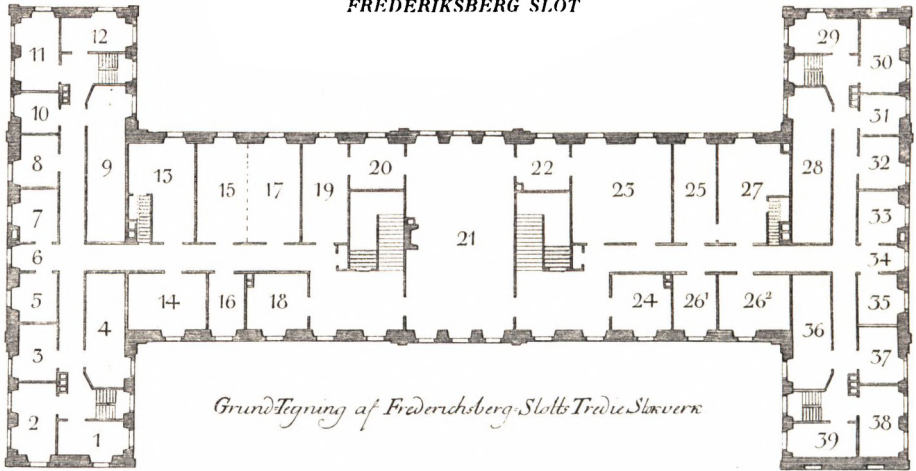 FREDERIKSBERG SLOT
11 12 29 30
10 31
8 9 13 15 17 19 20 22 23 25 27 28 32
7 33
6 21 34
5 4 14 16 18 24 26¹ 26² 36 35
3 37
2 1 39 38
Grund-Tegning af Frederichsberg-Slotts Tredie Stokverk